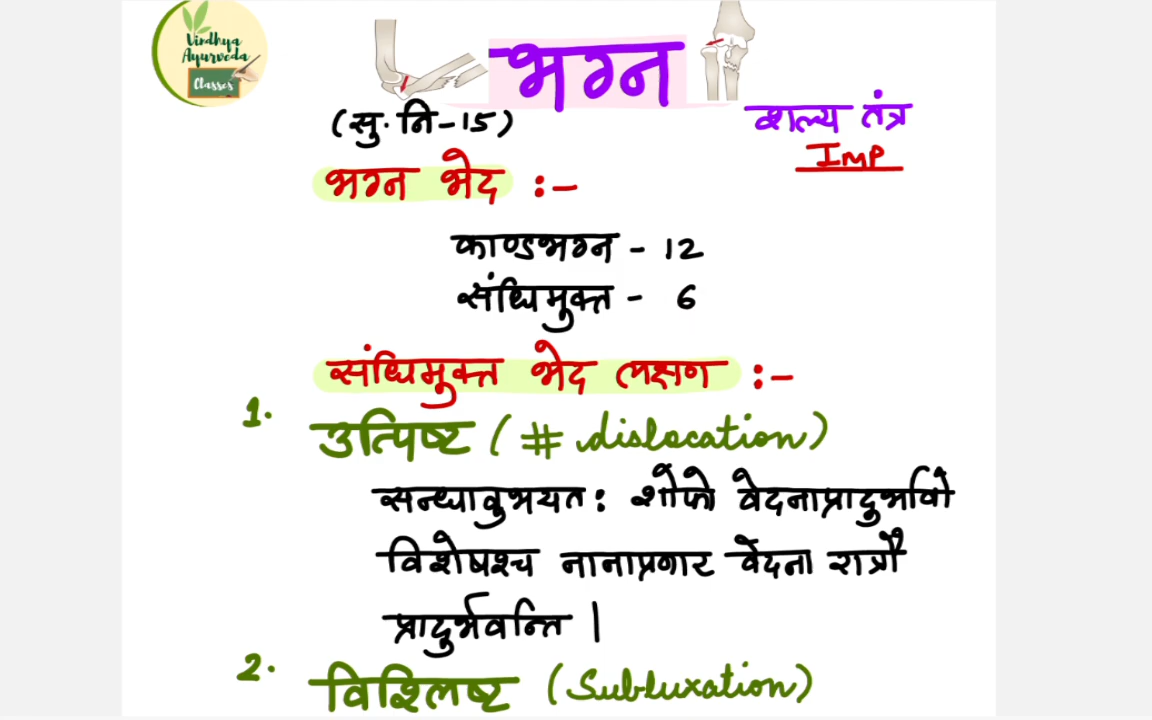 Vindhya
Ayurveda
Classes
भग्न
(सु. नि-15)
शल्य तंत्र
IMP
भग्न भेद :-
काण्डभग्न - 12
संधिमुक्त - 6
संधिमुक्त भेद लक्षण :-
1. उत्पिष्ट (# dislocation)
सन्धावुभयतः शोफो वेदनाप्रादुर्भावो
विशेषश्च नानाप्रकार वेदना रात्रौ
प्रादुर्भवन्ति |
2. विश्लिष्ट (Subluxation)